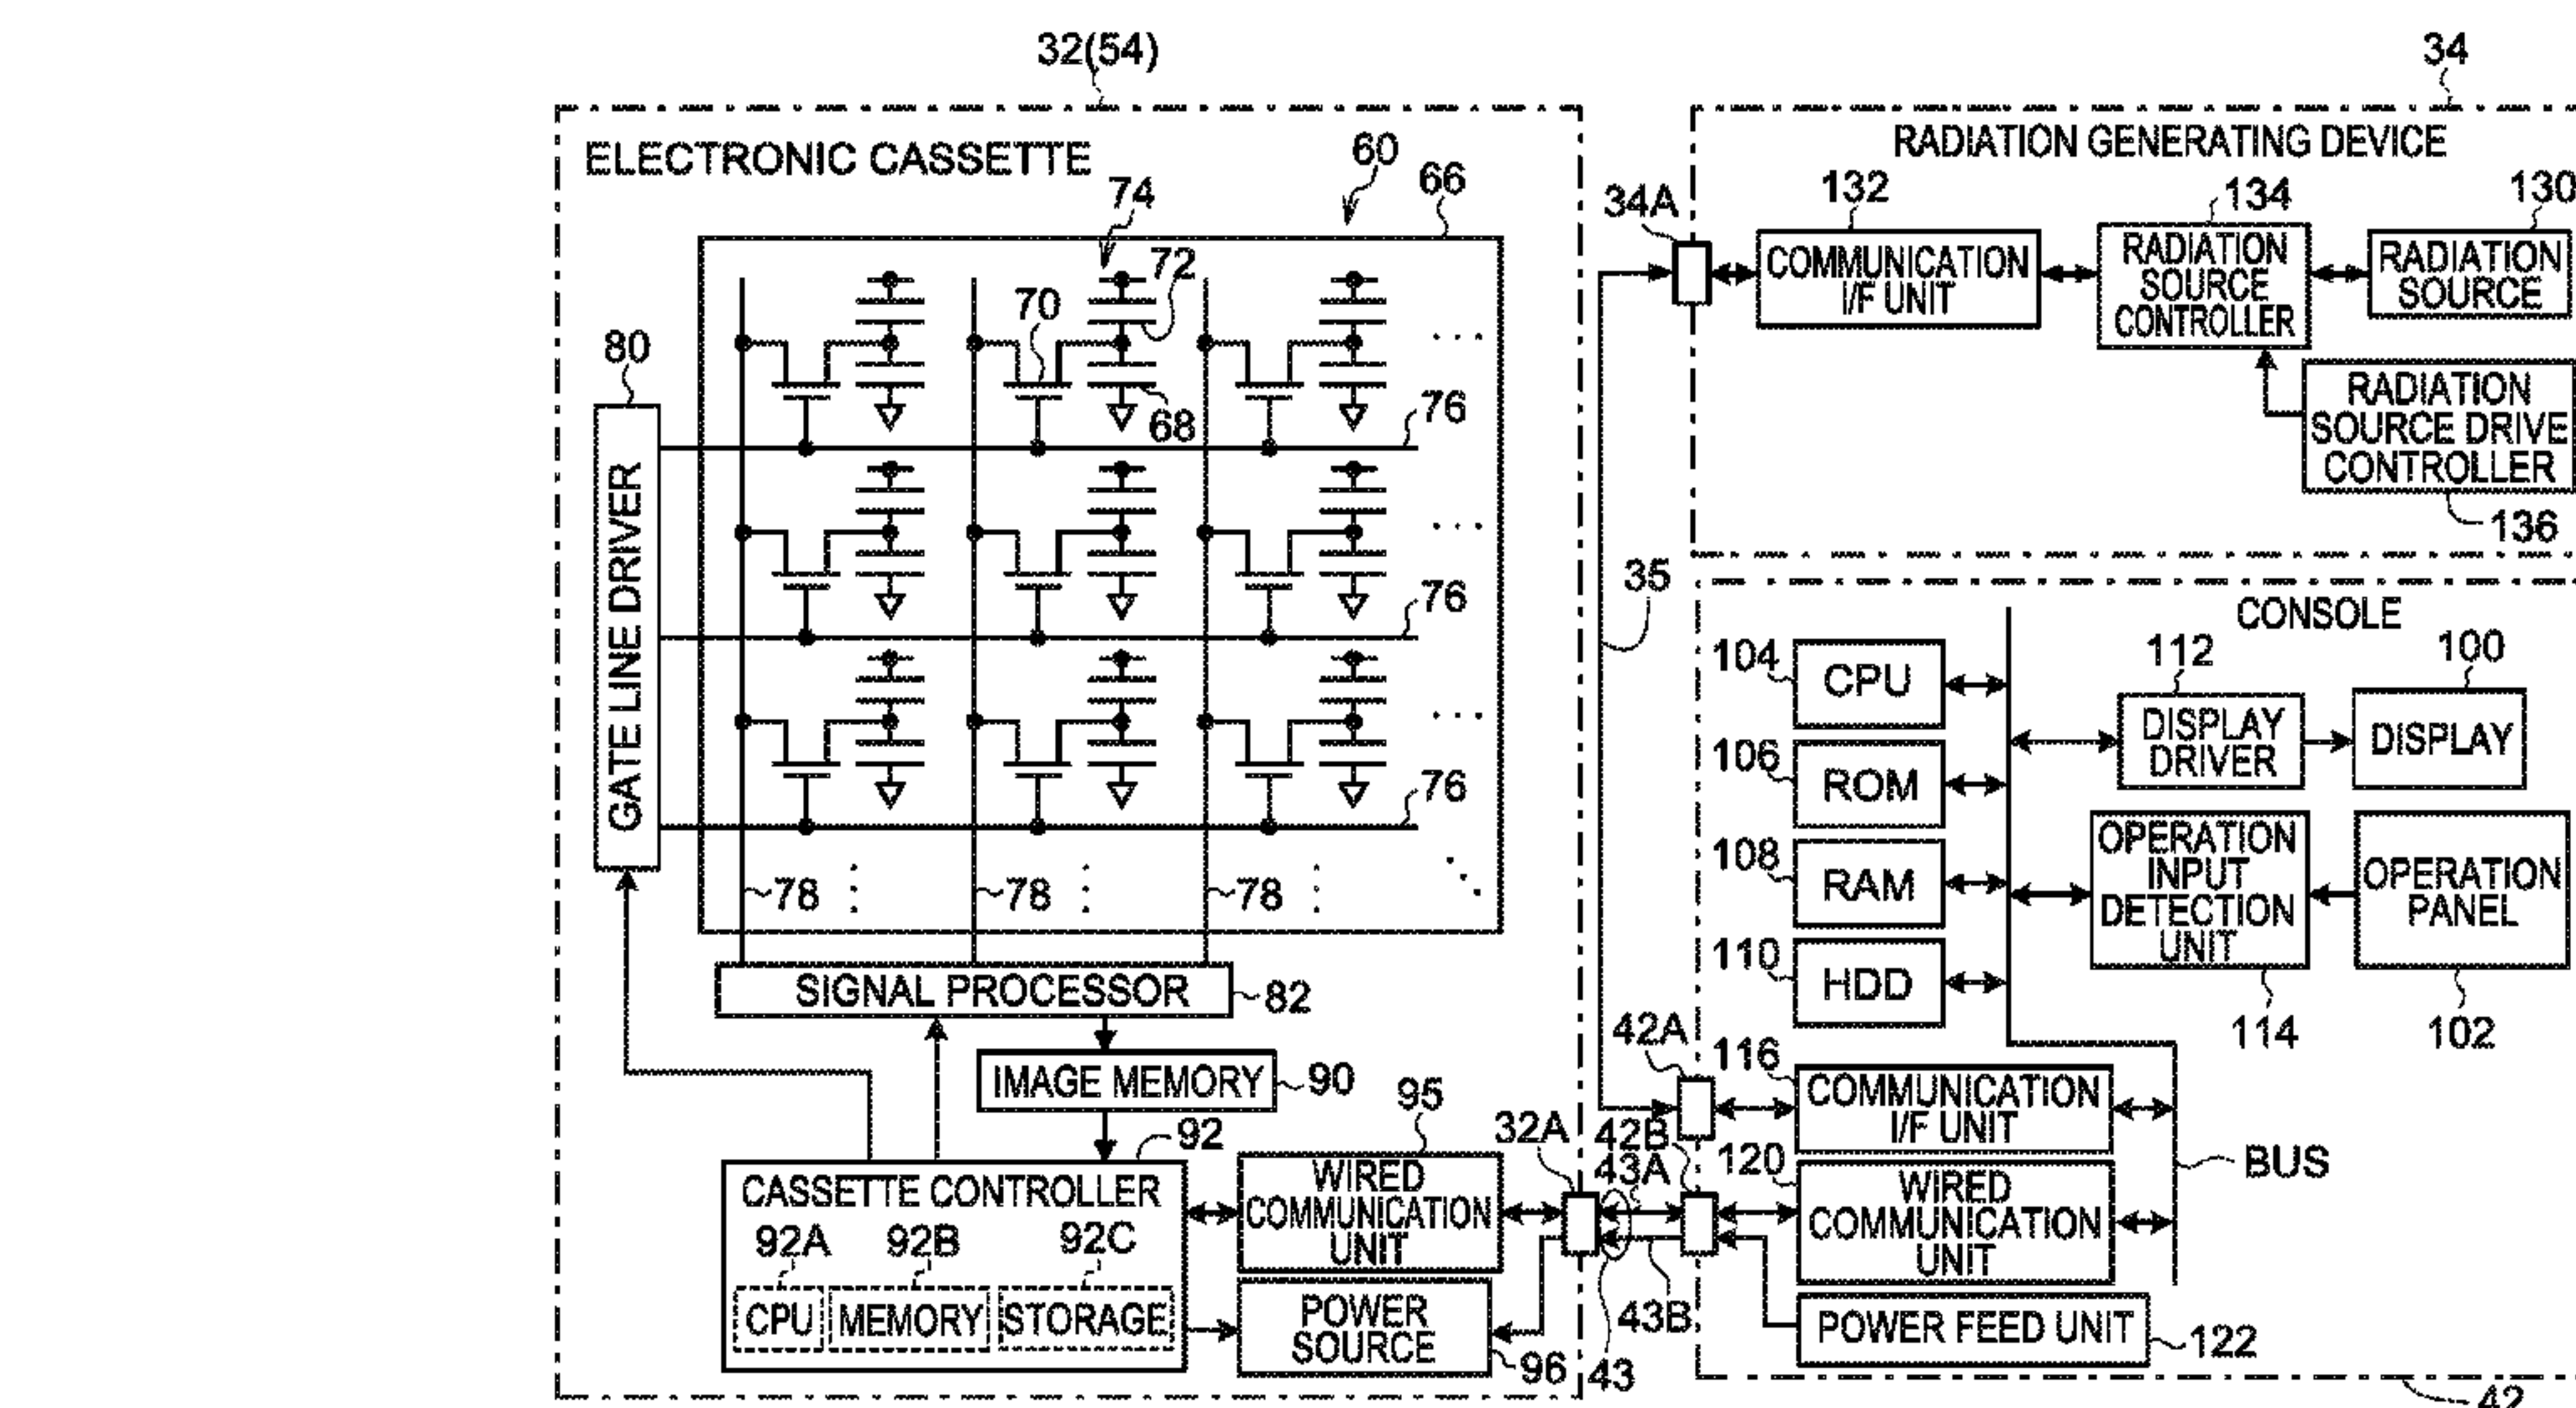 32(54)
ELECTRONIC CASSETTE
60
66
74
72
70
68
80
GATE LINE DRIVER
76
76
76
78
78
78
SIGNAL PROCESSOR
82
IMAGE MEMORY
90
92
CASSETTE CONTROLLER
92A
92B
92C
CPU
MEMORY
STORAGE
95
WIRED
COMMUNICATION
UNIT
POWER
SOURCE
96
32A
43
43A
43B
42B
42A
35
34A
34
RADIATION GENERATING DEVICE
132
COMMUNICATION
I/F UNIT
134
RADIATION
SOURCE
CONTROLLER
130
RADIATION
SOURCE
RADIATION
SOURCE DRIVE
CONTROLLER
136
CONSOLE
104
CPU
106
ROM
108
RAM
110
HDD
112
DISPLAY
DRIVER
100
DISPLAY
OPERATION
INPUT
DETECTION
UNIT
114
OPERATION
PANEL
102
116
COMMUNICATION
I/F UNIT
120
WIRED
COMMUNICATION
UNIT
BUS
POWER FEED UNIT
122
42